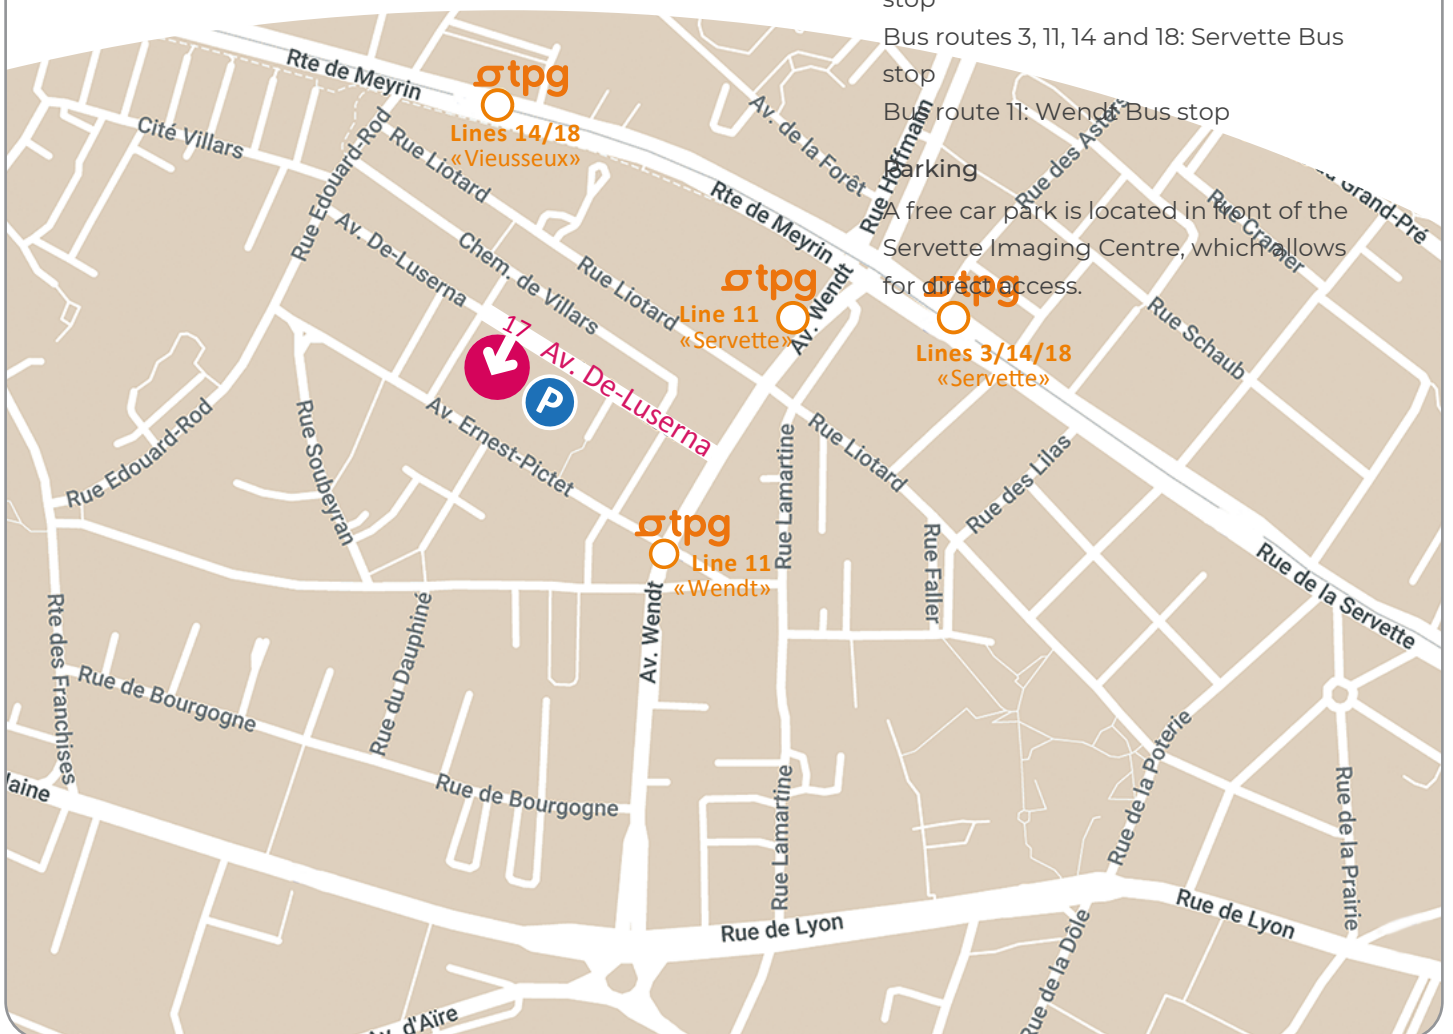 stop
Bus routes 3, 11, 14 and 18: Servette Bus
stop
Bus route 11: Wendt Bus stop
Parking
A free car park is located in front of the
Servette Imaging Centre, which allows
for direct access.
Rte de Meyrin
tpg
Lines 14/18
«Vieusseux»
Cité Villars
Rue Edouard-Rod
Rue Liotard
Av. de la Forêt
Rue Hoffmann
Rue des Asters
Grand-Pré
Rue Cramer
Rte de Meyrin
Av. De-Luserna
Chem. de Villars
Rue Liotard
tpg
Line 11
«Servette»
Av. Wendt
tpg
Lines 3/14/18
«Servette»
Rue Schaub
17
Av. De-Luserna
P
Av. Ernest-Pictet
Rue Edouard-Rod
Rue Soubeyran
Rue Lamartine
Rue Liotard
Rue des Lilas
tpg
Line 11
«Wendt»
Rue Faller
Rue de la Servette
Av. Wendt
Rte des Franchises
Rue du Dauphiné
Rue de Bourgogne
Rue de Bourgogne
laine
Rue Lamartine
Rue de la Poterie
Rue de la Prairie
Rue de Lyon
Rue de Lyon
Rue de la Dôle
Av. d'Aïre